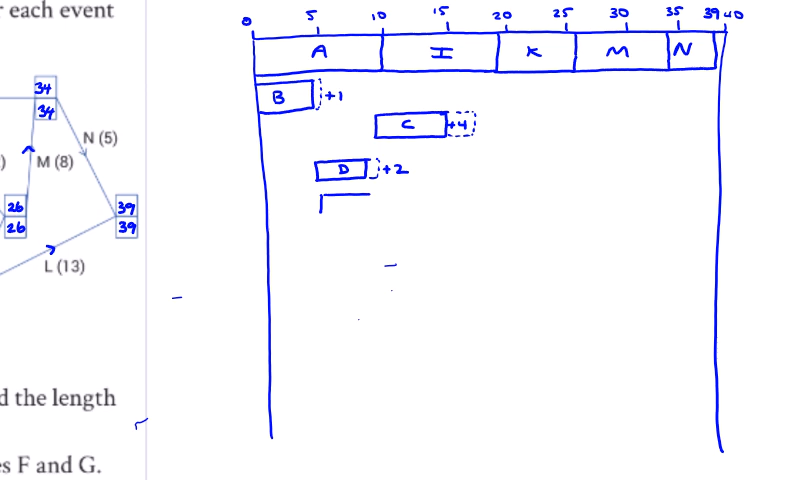 r each event
34
34
N (5)
)
M (8)
26
26
39
39
L (13)
d the length
es F and G.
0 5 10 15 20 25 30 35 39 40
A I K M N
B +1
C +4
D +2